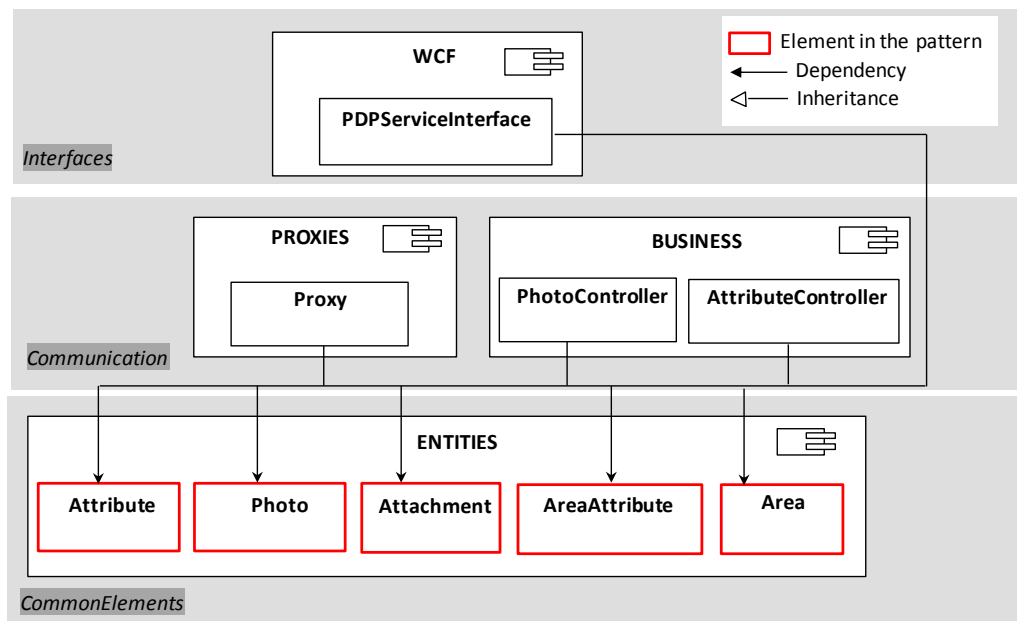 WCF
PDPServiceInterface
Interfaces
Element in the pattern
Dependency
Inheritance
PROXIES
Proxy
BUSINESS
PhotoController
AttributeController
Communication
ENTITIES
Attribute
Photo
Attachment
AreaAttribute
Area
CommonElements